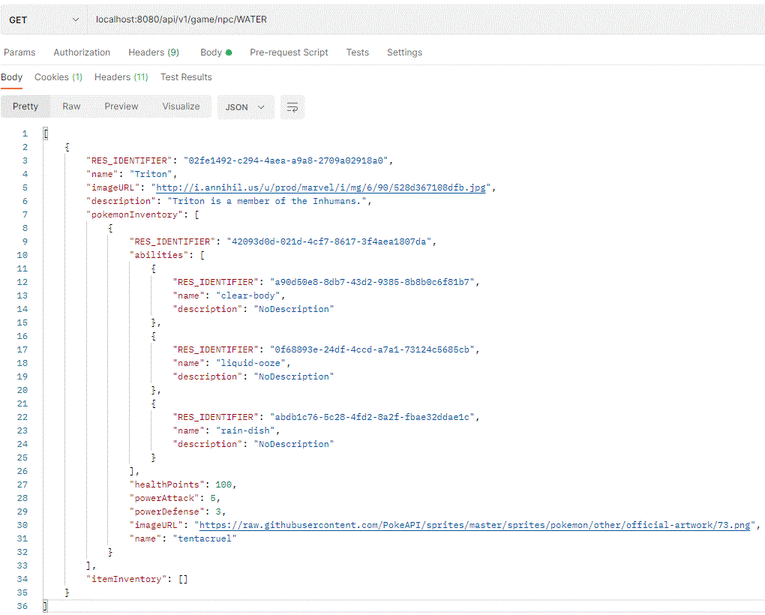 GET localhost:8080/api/v1/game/npc/WATER
Params Authorization Headers (9) Body Pre-request Script Tests Settings
Body Cookies (1) Headers (11) Test Results
Pretty Raw Preview Visualize JSON
1 [
2 {
3 "RES_IDENTIFIER": "02fe1492-c294-4aea-a9a8-2709a02918a0",
4 "name": "Triton",
5 "imageURL": "http://i.annihil.us/u/prod/marvel/i/mg/6/90/528d367108dfb.jpg",
6 "description": "Triton is a member of the Inhumans.",
7 "pokemonInventory": [
8 {
9 "RES_IDENTIFIER": "42093d0d-021d-4cf7-8617-3f4aea1807da",
10 "abilities": [
11 {
12 "RES_IDENTIFIER": "a90d50e8-8db7-43d2-9385-8b8b0c6f81b7",
13 "name": "clear-body",
14 "description": "NoDescription"
15 },
16 {
17 "RES_IDENTIFIER": "0f68093e-24df-4ccd-a7a1-73124c5685cb",
18 "name": "liquid-ooze",
19 "description": "NoDescription"
20 },
21 {
22 "RES_IDENTIFIER": "abdb1c76-5c28-4fd2-8a2f-fbae32ddae1c",
23 "name": "rain-dish",
24 "description": "NoDescription"
25 }
26 ],
27 "healthPoints": 100,
28 "powerAttack": 5,
29 "powerDefense": 3,
30 "imageURL": "https://raw.githubusercontent.com/PokeAPI/sprites/master/sprites/pokemon/other/official-artwork/73.png",
31 "name": "tentacruel"
32 }
33 ],
34 "itemInventory": []
35 }
36 ]